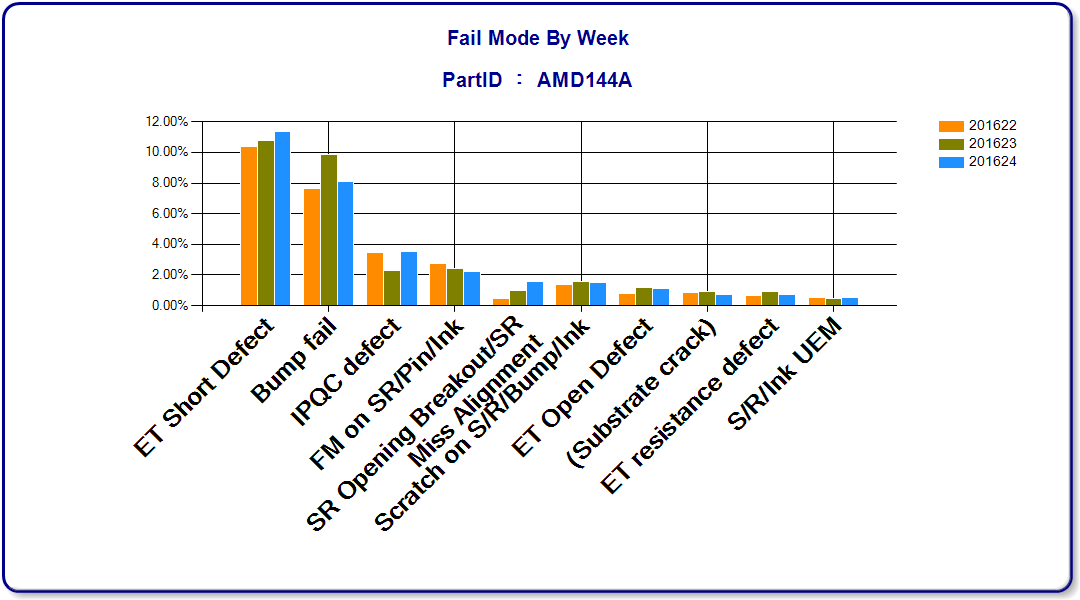 Fail Mode By Week
PartID : AMD144A
12.00%
10.00%
8.00%
6.00%
4.00%
2.00%
0.00%
201622
201623
201624
ET Short Defect
Bump fail
IPQC defect
FM on SR/Pin/Ink
SR Opening Breakout/SR
Miss Alignment
Scratch on S/R/Bump/Ink
ET Open Defect
(Substrate crack)
ET resistance defect
S/R/Ink UEM